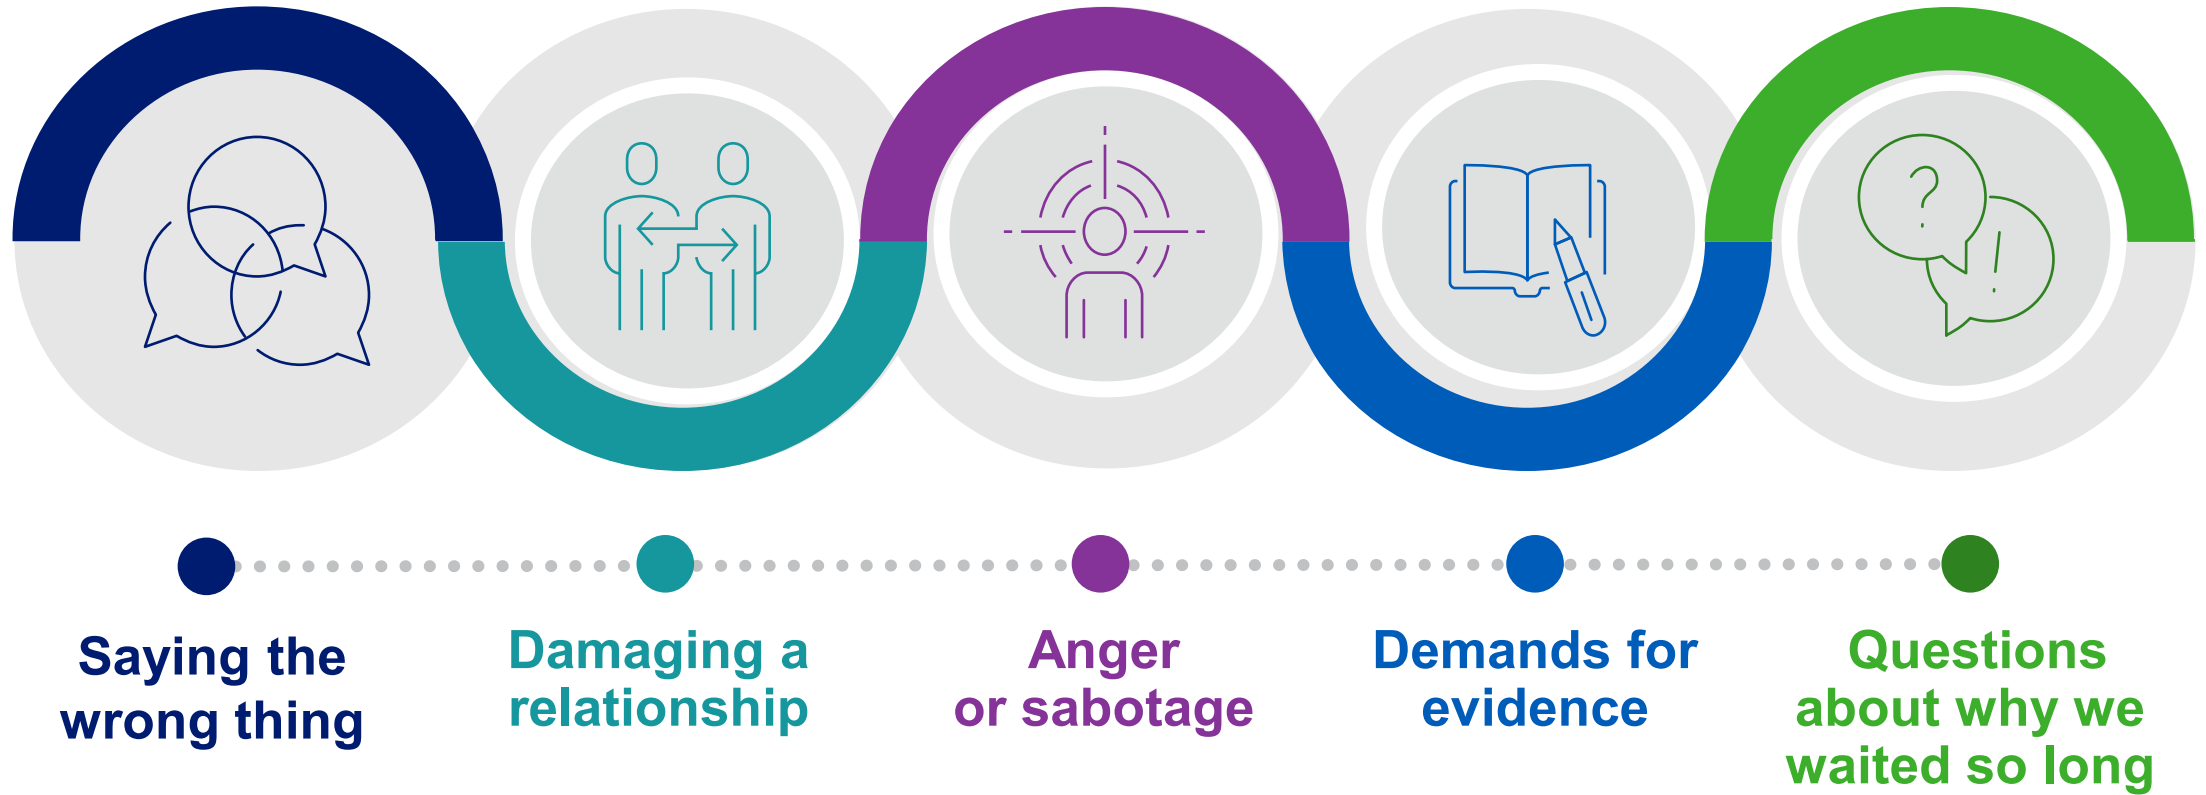 Saying the
wrong thing
Damaging a
relationship
Anger
or sabotage
Demands for
evidence
Questions
about why we
waited so long
?
!